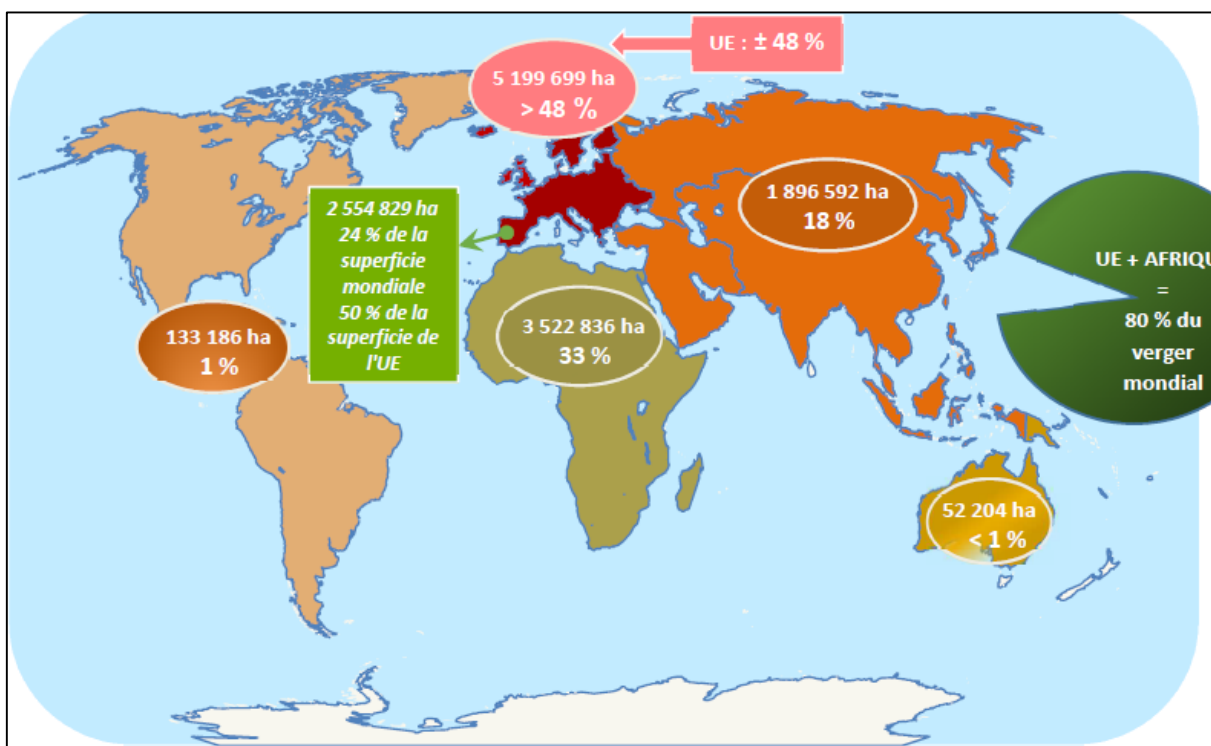 UE : ± 48 %
5 199 699 ha
> 48 %
1 896 592 ha
18 %
2 554 829 ha
24 % de la
superficie
mondiale
50 % de la
superficie de
l'UE
UE + AFRIQU
=
80 % du
verger
mondial
133 186 ha
1 %
3 522 836 ha
33 %
52 204 ha
< 1 %